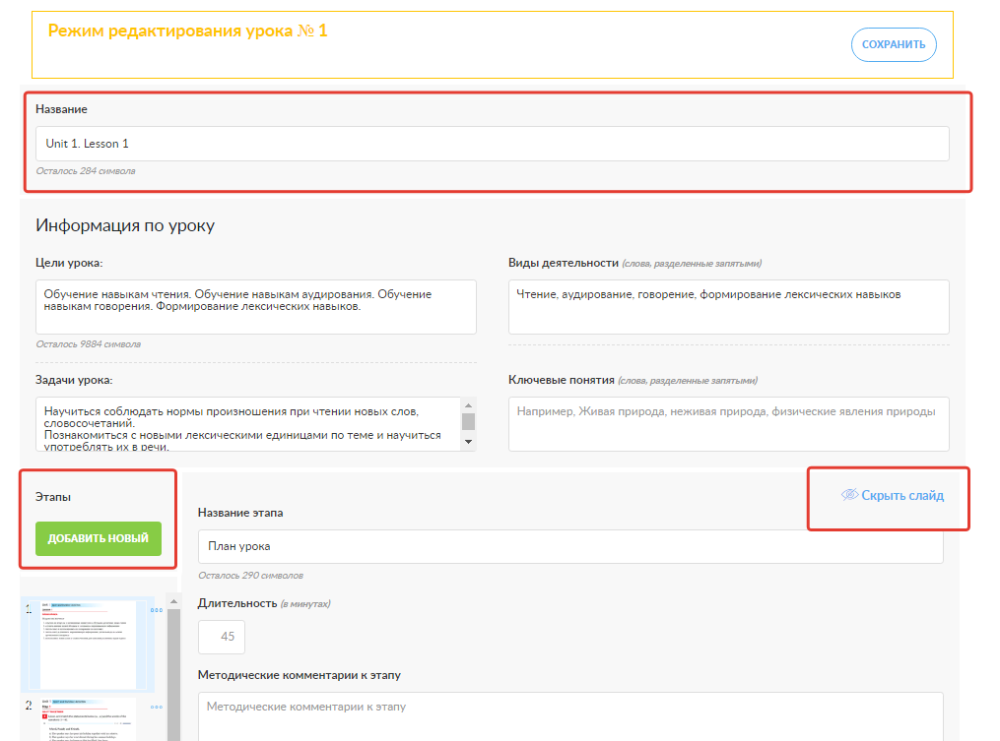 Режим редактирования урока № 1
СОХРАНИТЬ
Название
Unit 1. Lesson 1
Осталось 284 символа
Информация по уроку
Цели урока:
Обучение навыкам чтения. Обучение навыкам аудирования. Обучение
навыкам говорения. Формирование лексических навыков.
Осталось 9884 символа
Виды деятельности (слова, разделенные запятыми)
Чтение, аудирование, говорение, формирование лексических навыков
Задачи урока:
Научиться соблюдать нормы произношения при чтении новых слов,
словосочетаний.
Познакомиться с новыми лексическими единицами по теме и научиться
употреблять их в речи.
Ключевые понятия (слова, разделенные запятыми)
Например, Живая природа, неживая природа, физические явления природы
Этапы
ДОБАВИТЬ НОВЫЙ
1.
2
Скрыть слайд
Название этапа
План урока
Осталось 290 символов
Длительность (в минутах)
45
Методические комментарии к этапу
Методические комментарии к этапу